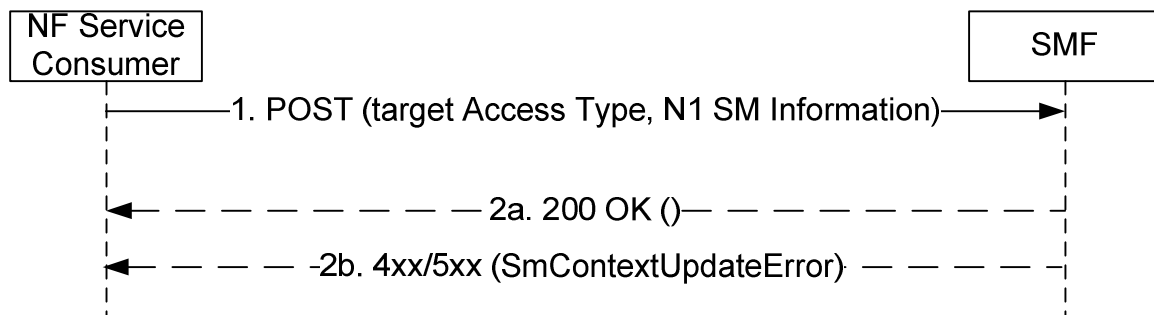 NF Service
Consumer
SMF
1. POST (target Access Type, N1 SM Information)
2a. 200 OK ()
2b. 4xx/5xx (SmContextUpdateError)